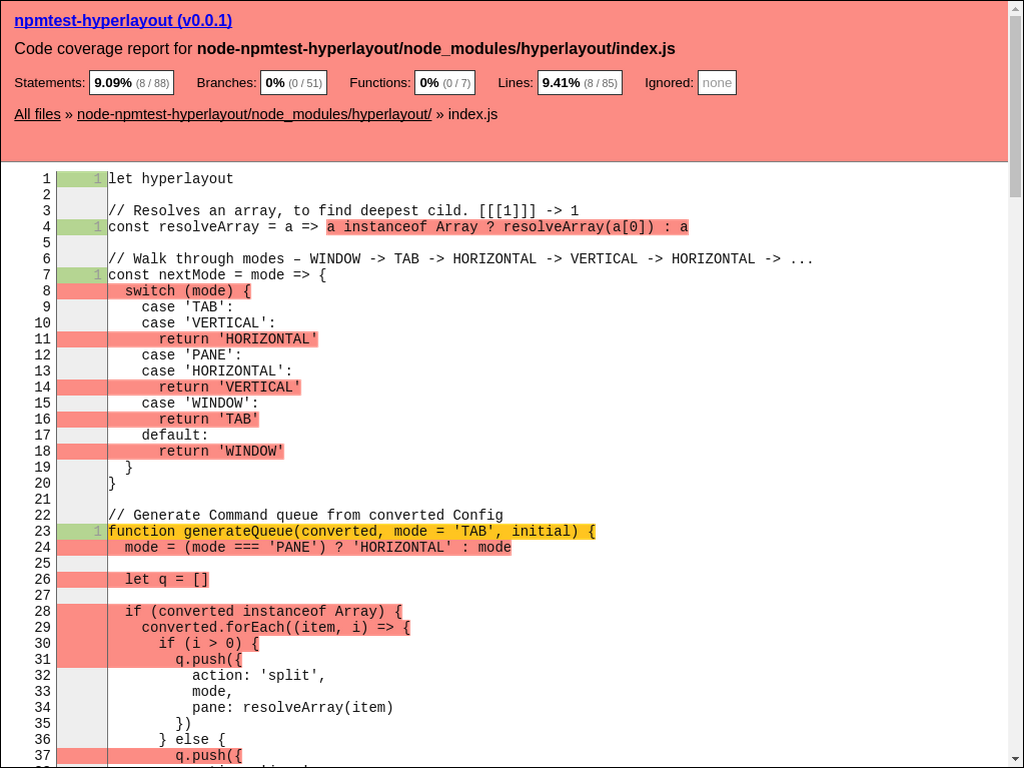 npmtest-hyperlayout (v0.0.1)
Code coverage report for node-npmtest-hyperlayout/node_modules/hyperlayout/index.js
Statements: 9.09% (8 / 88) Branches: 0% (0 / 51) Functions: 0% (0 / 7) Lines: 9.41% (8 / 85) Ignored: none
All files » node-npmtest-hyperlayout/node_modules/hyperlayout/ » index.js
1 1 let hyperlayout
2
3 // Resolves an array, to find deepest cild. [[[1]]] -> 1
4 1 const resolveArray = a => a instanceof Array ? resolveArray(a[0]) : a
5
6 // Walk through modes – WINDOW -> TAB -> HORIZONTAL -> VERTICAL -> HORIZONTAL -> ...
7 1 const nextMode = mode => {
8 switch (mode) {
9 case 'TAB':
10 case 'VERTICAL':
11 return 'HORIZONTAL'
12 case 'PANE':
13 case 'HORIZONTAL':
14 return 'VERTICAL'
15 case 'WINDOW':
16 return 'TAB'
17 default:
18 return 'WINDOW'
19 }
20 }
21
22 // Generate Command queue from converted Config
23 1 function generateQueue(converted, mode = 'TAB', initial) {
24 mode = (mode === 'PANE') ? 'HORIZONTAL' : mode
25
26 let q = []
27
28 if (converted instanceof Array) {
29 converted.forEach((item, i) => {
30 if (i > 0) {
31 q.push({
32 action: 'split',
33 mode,
34 pane: resolveArray(item)
35 })
36 } else {
37 q.push({